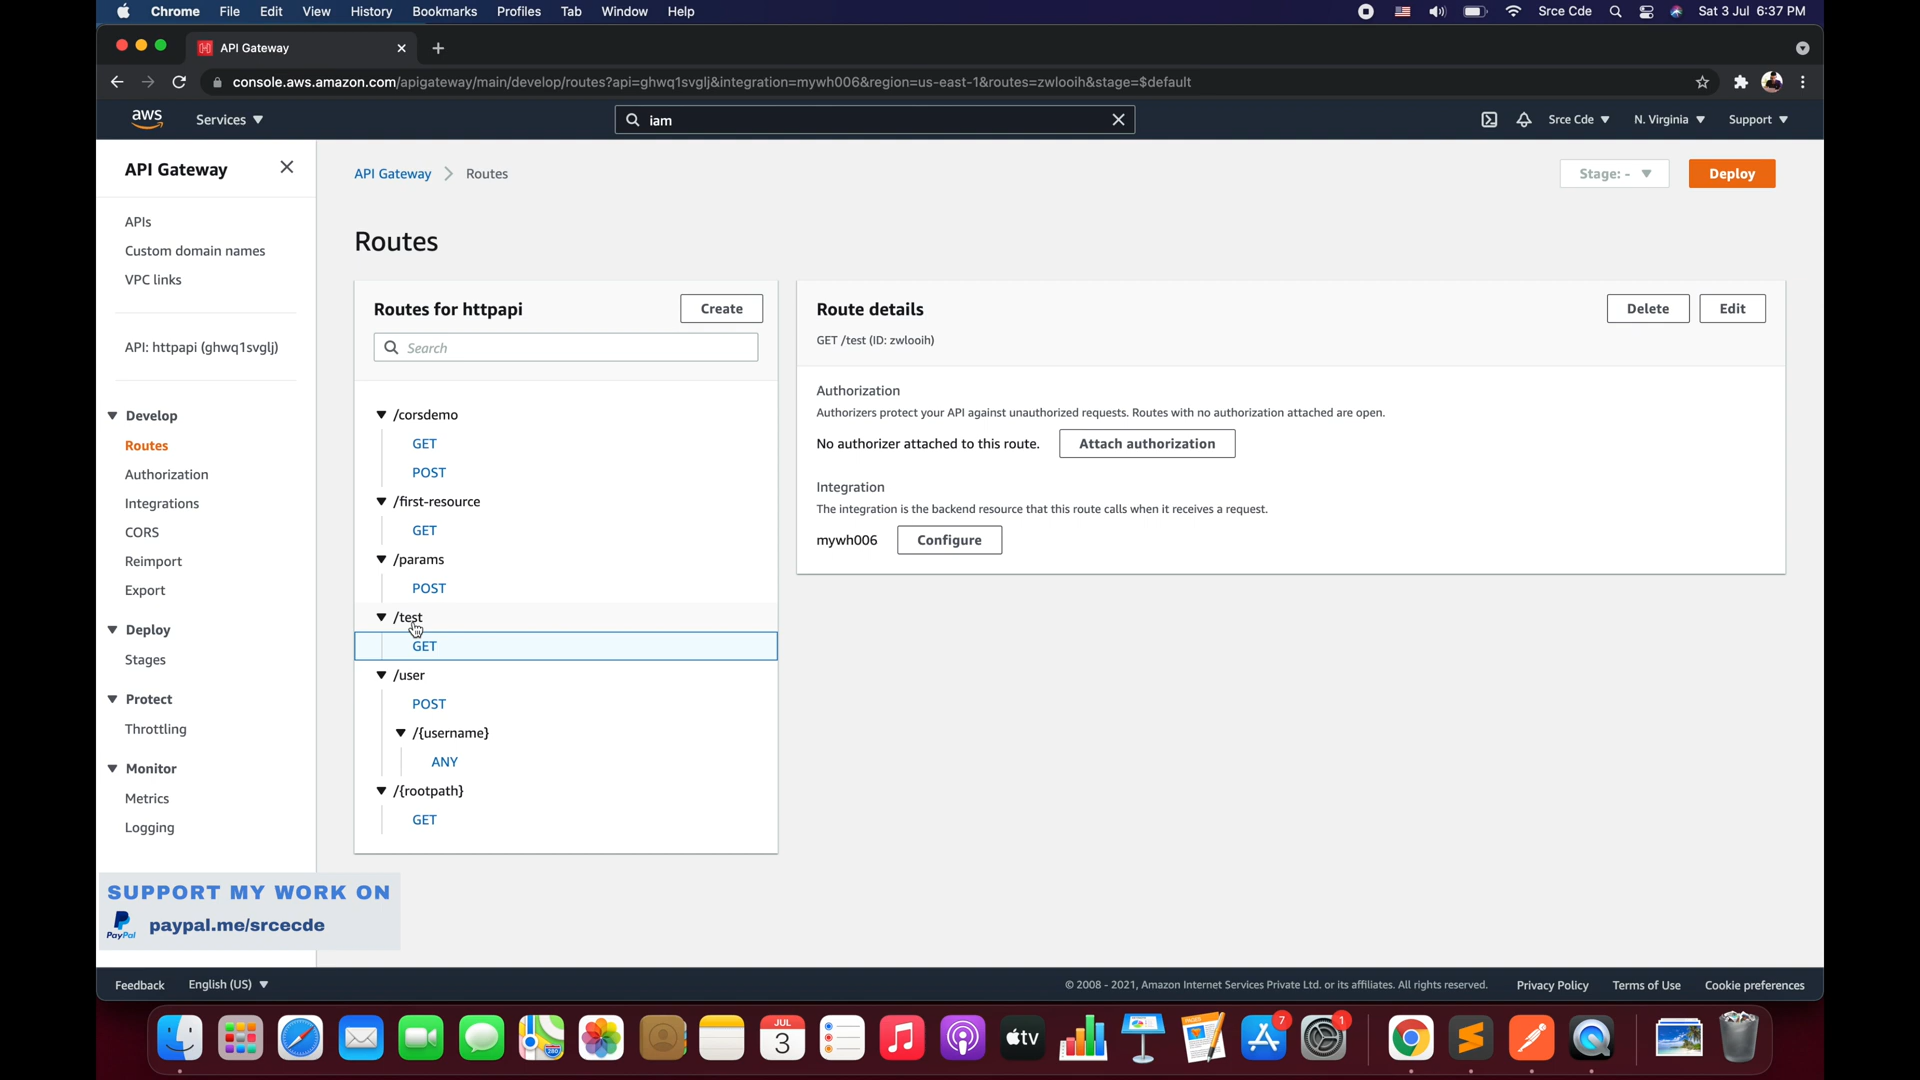 Chrome File Edit View History Bookmarks Profiles Tab Window Help Srce Cde Sat 3 Jul 6:37 PM
API Gateway
console.aws.amazon.com/apigateway/main/develop/routes?api=ghwq1svglj&integration=mywh006&region=us-east-1&routes=zwlooih&stage=$default
aws Services iam Srce Cde N. Virginia Support
API Gateway
APIs
Custom domain names
VPC links
API: httpapi (ghwq1svglj)
Develop
Routes
Authorization
Integrations
CORS
Reimport
Export
Deploy
Stages
Protect
Throttling
Monitor
Metrics
Logging
API Gateway Routes
Stage: - Deploy
Routes
Routes for httpapi Create
Search
/corsdemo
GET
POST
/first-resource
GET
/params
POST
/test
GET
/user
POST
/{username}
ANY
/{rootpath}
GET
Route details Delete Edit
GET /test (ID: zwlooih)
Authorization
Authorizers protect your API against unauthorized requests. Routes with no authorization attached are open.
No authorizer attached to this route. Attach authorization
Integration
The integration is the backend resource that this route calls when it receives a request.
mywh006 Configure
SUPPORT MY WORK ON
PayPal paypal.me/srcecde
Feedback English (US) © 2008 - 2021, Amazon Internet Services Private Ltd. or its affiliates. All rights reserved. Privacy Policy Terms of Use Cookie preferences
JUL
3
tv
PAGES
7
1
280